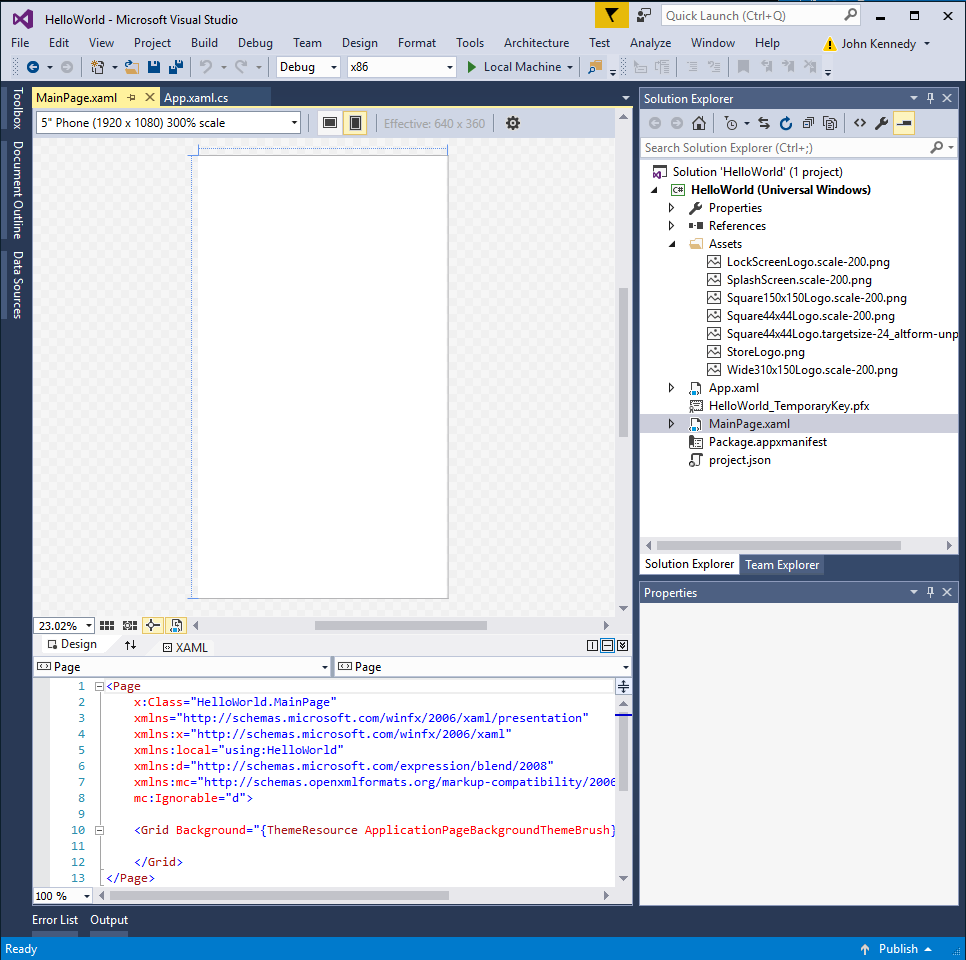 HelloWorld - Microsoft Visual Studio
Quick Launch (Ctrl+Q)
File Edit View Project Build Debug Team Design Format Tools Architecture Test Analyze Window Help John Kennedy
Debug x86 Local Machine
Toolbox
Document Outline
Data Sources
MainPage.xaml App.xaml.cs
5" Phone (1920 x 1080) 300% scale Effective: 640 x 360
23.02%
Design XAML
Page Page
1 <Page
2 x:Class="HelloWorld.MainPage"
3 xmlns="http://schemas.microsoft.com/winfx/2006/xaml/presentation"
4 xmlns:x="http://schemas.microsoft.com/winfx/2006/xaml"
5 xmlns:local="using:HelloWorld"
6 xmlns:d="http://schemas.microsoft.com/expression/blend/2008"
7 xmlns:mc="http://schemas.openxmlformats.org/markup-compatibility/2006
8 mc:Ignorable="d">
9
10 <Grid Background="{ThemeResource ApplicationPageBackgroundThemeBrush}
11
12 </Grid>
13 </Page>
100 %
Solution Explorer
Search Solution Explorer (Ctrl+;)
Solution 'HelloWorld' (1 project)
C# HelloWorld (Universal Windows)
Properties
References
Assets
LockScreenLogo.scale-200.png
SplashScreen.scale-200.png
Square150x150Logo.scale-200.png
Square44x44Logo.scale-200.png
Square44x44Logo.targetsize-24_altform-unp
StoreLogo.png
Wide310x150Logo.scale-200.png
App.xaml
HelloWorld_TemporaryKey.pfx
MainPage.xaml
Package.appxmanifest
project.json
Solution Explorer Team Explorer
Properties
Error List Output
Ready Publish